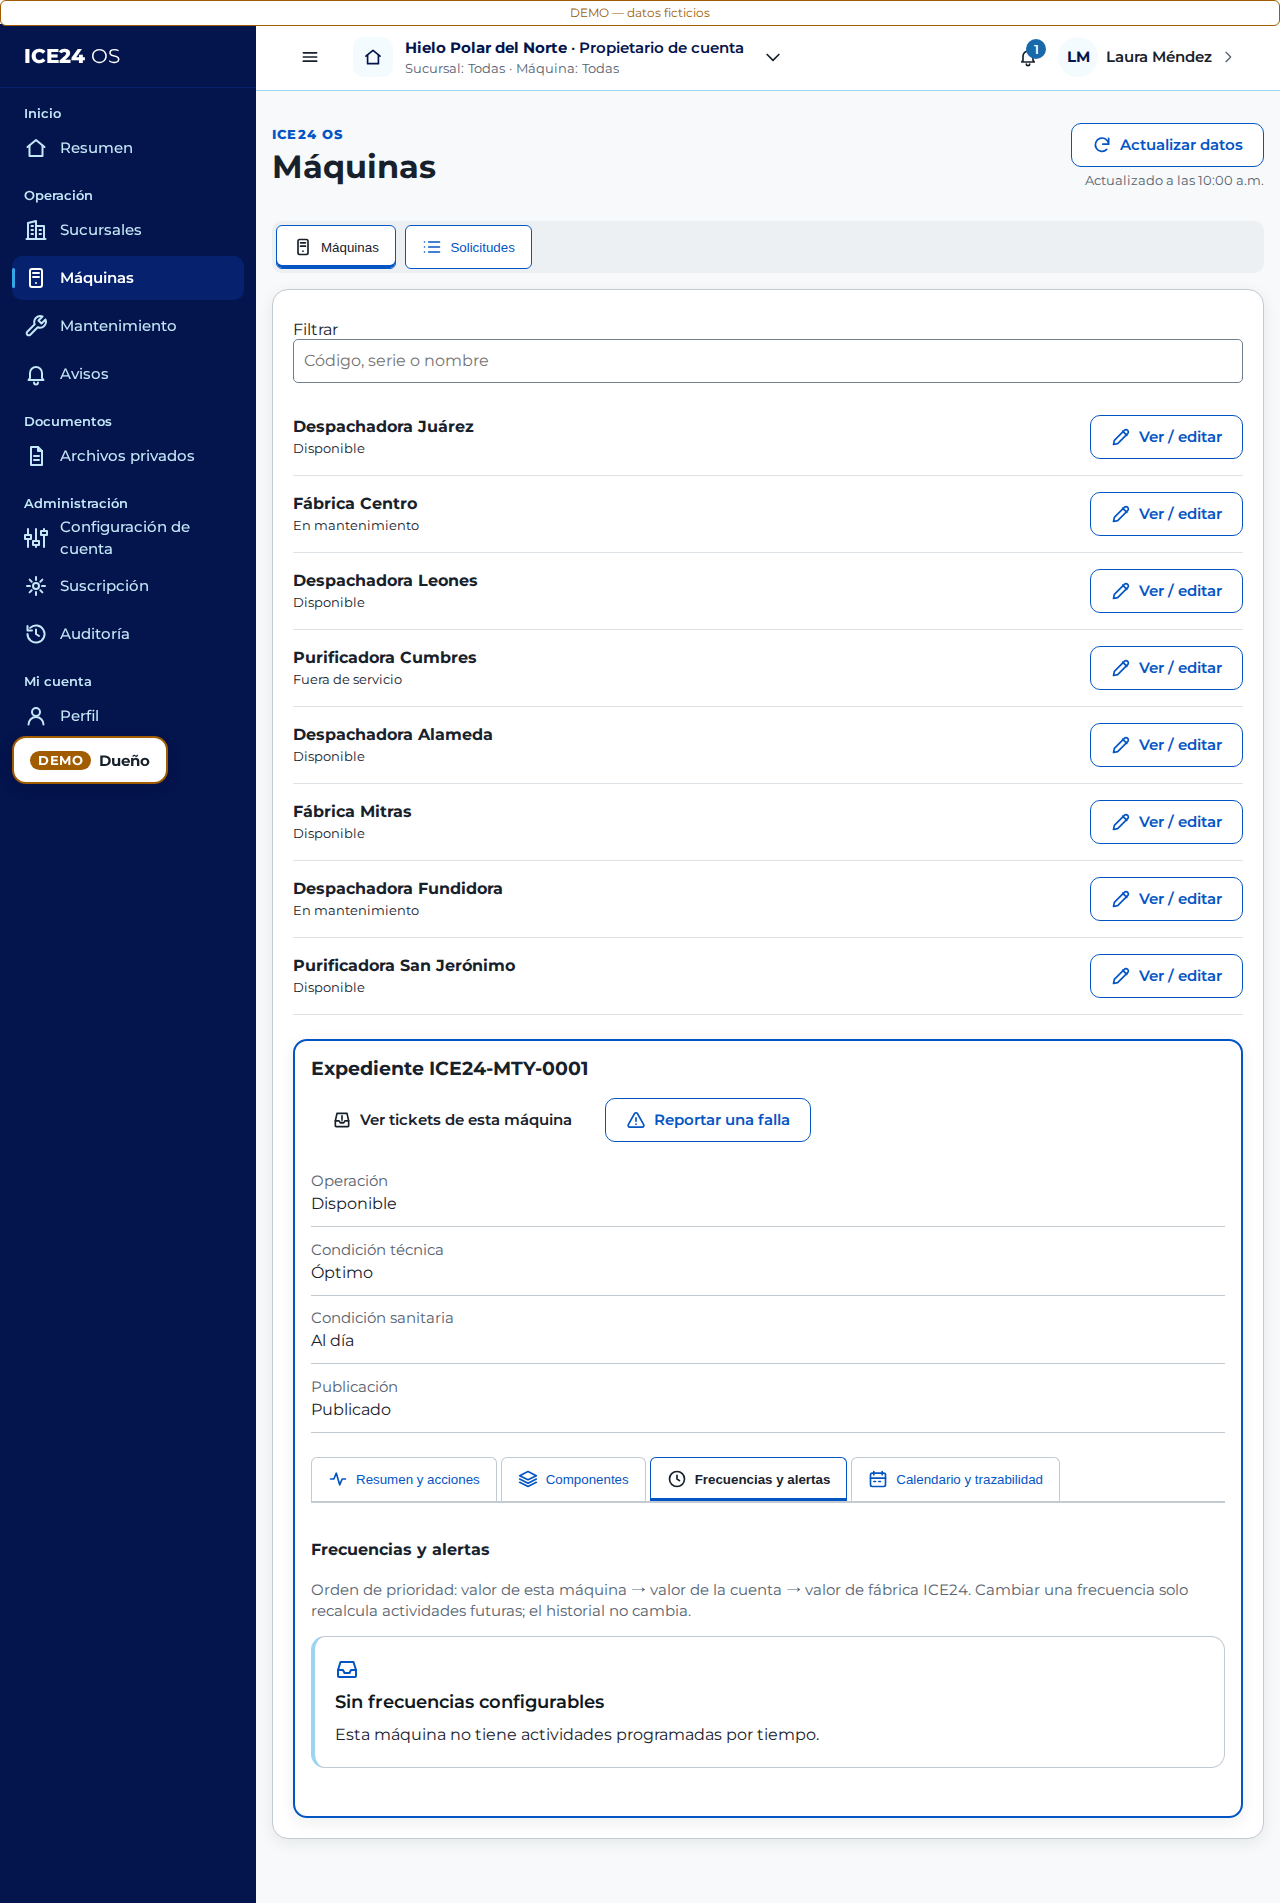 DEMO — datos ficticios
ICE24 OS
Inicio
Resumen
Operación
Sucursales
Máquinas
Mantenimiento
Avisos
Documentos
Archivos privados
Administración
Configuración de
cuenta
Suscripción
Auditoría
Mi cuenta
Perfil
DEMO Dueño
Hielo Polar del Norte · Propietario de cuenta
Sucursal: Todas · Máquina: Todas
1
LM Laura Méndez
ICE24 OS
Máquinas
Actualizar datos
Actualizado a las 10:00 a.m.
Máquinas
Solicitudes
Filtrar
Código, serie o nombre
Despachadora Juárez
Disponible
Ver / editar
Fábrica Centro
En mantenimiento
Ver / editar
Despachadora Leones
Disponible
Ver / editar
Purificadora Cumbres
Fuera de servicio
Ver / editar
Despachadora Alameda
Disponible
Ver / editar
Fábrica Mitras
Disponible
Ver / editar
Despachadora Fundidora
En mantenimiento
Ver / editar
Purificadora San Jerónimo
Disponible
Ver / editar
Expediente ICE24-MTY-0001
Ver tickets de esta máquina
Reportar una falla
Operación
Disponible
Condición técnica
Óptimo
Condición sanitaria
Al día
Publicación
Publicado
Resumen y acciones
Componentes
Frecuencias y alertas
Calendario y trazabilidad
Frecuencias y alertas
Orden de prioridad: valor de esta máquina → valor de la cuenta → valor de fábrica ICE24. Cambiar una frecuencia solo
recalcula actividades futuras; el historial no cambia.
Sin frecuencias configurables
Esta máquina no tiene actividades programadas por tiempo.